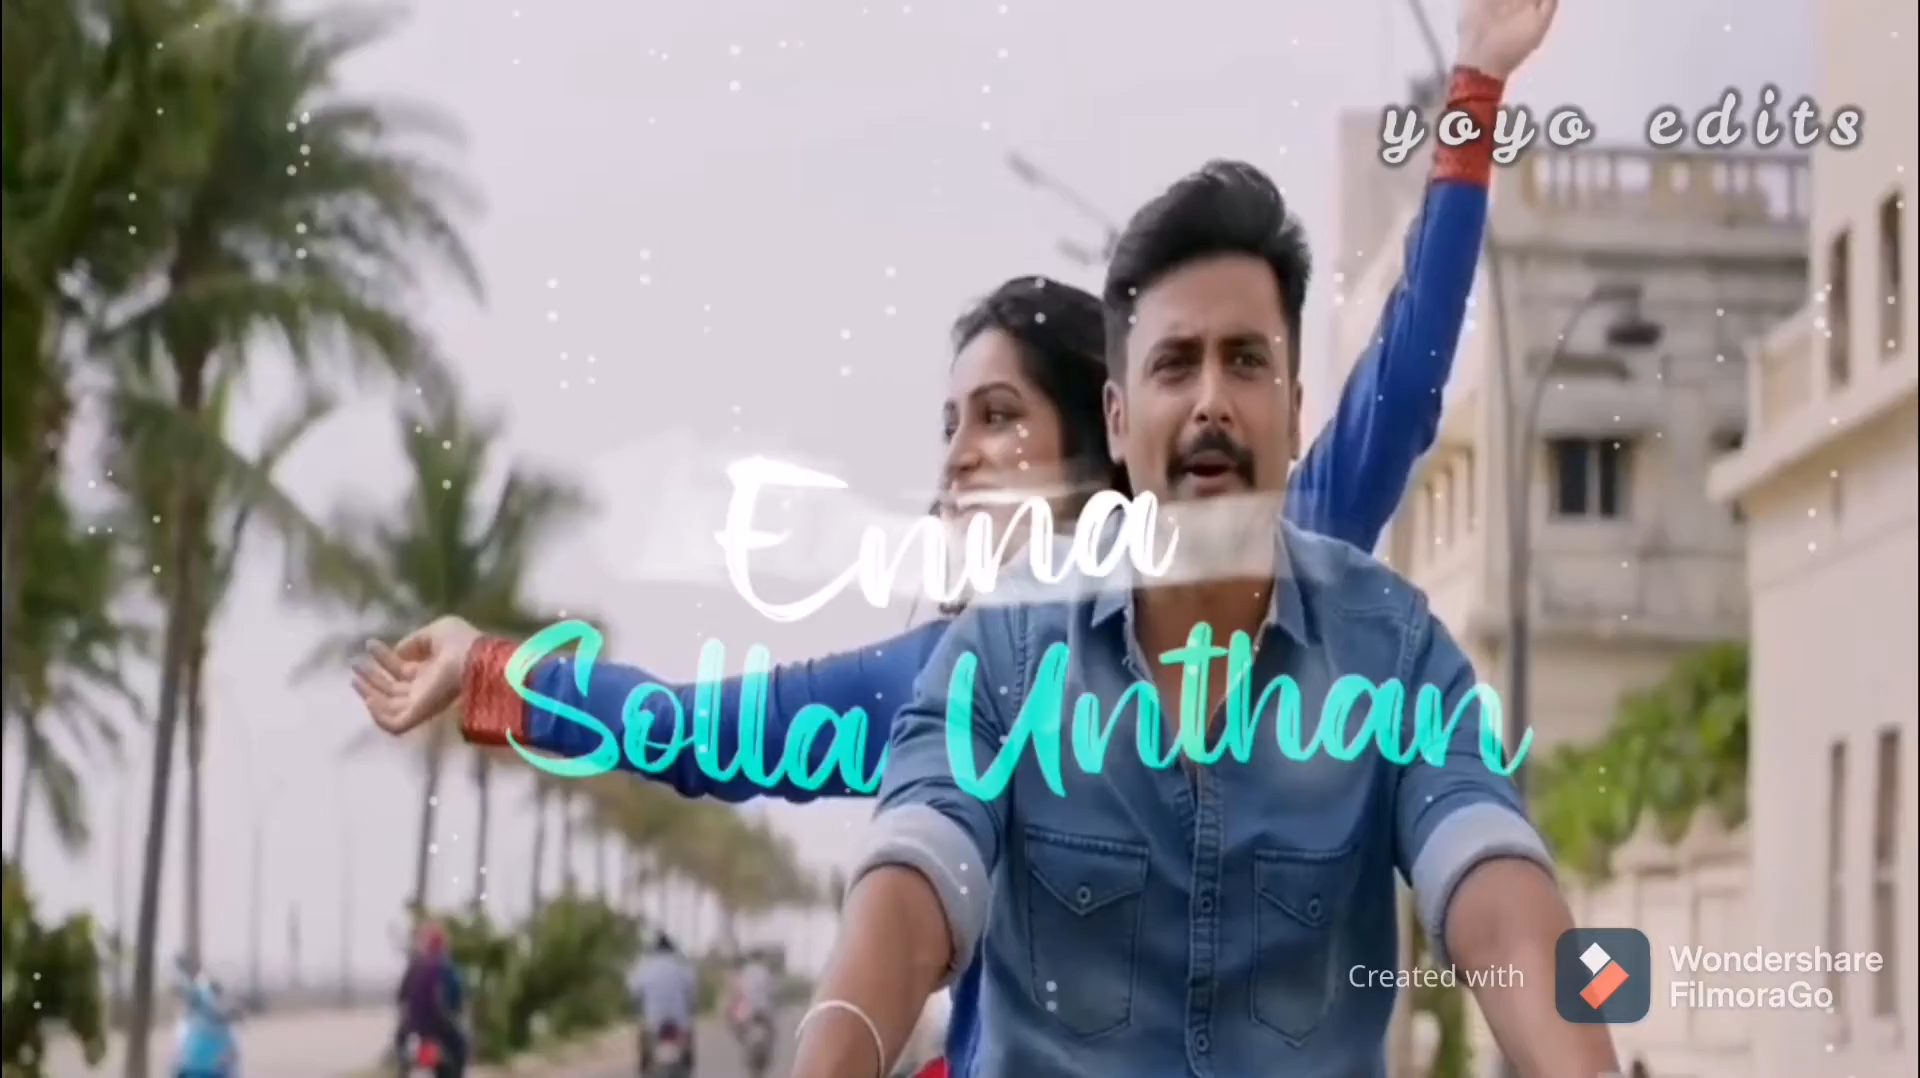 yoyo edits
Enna
Solla Unthan
Created with
Wondershare
FilmoraGo